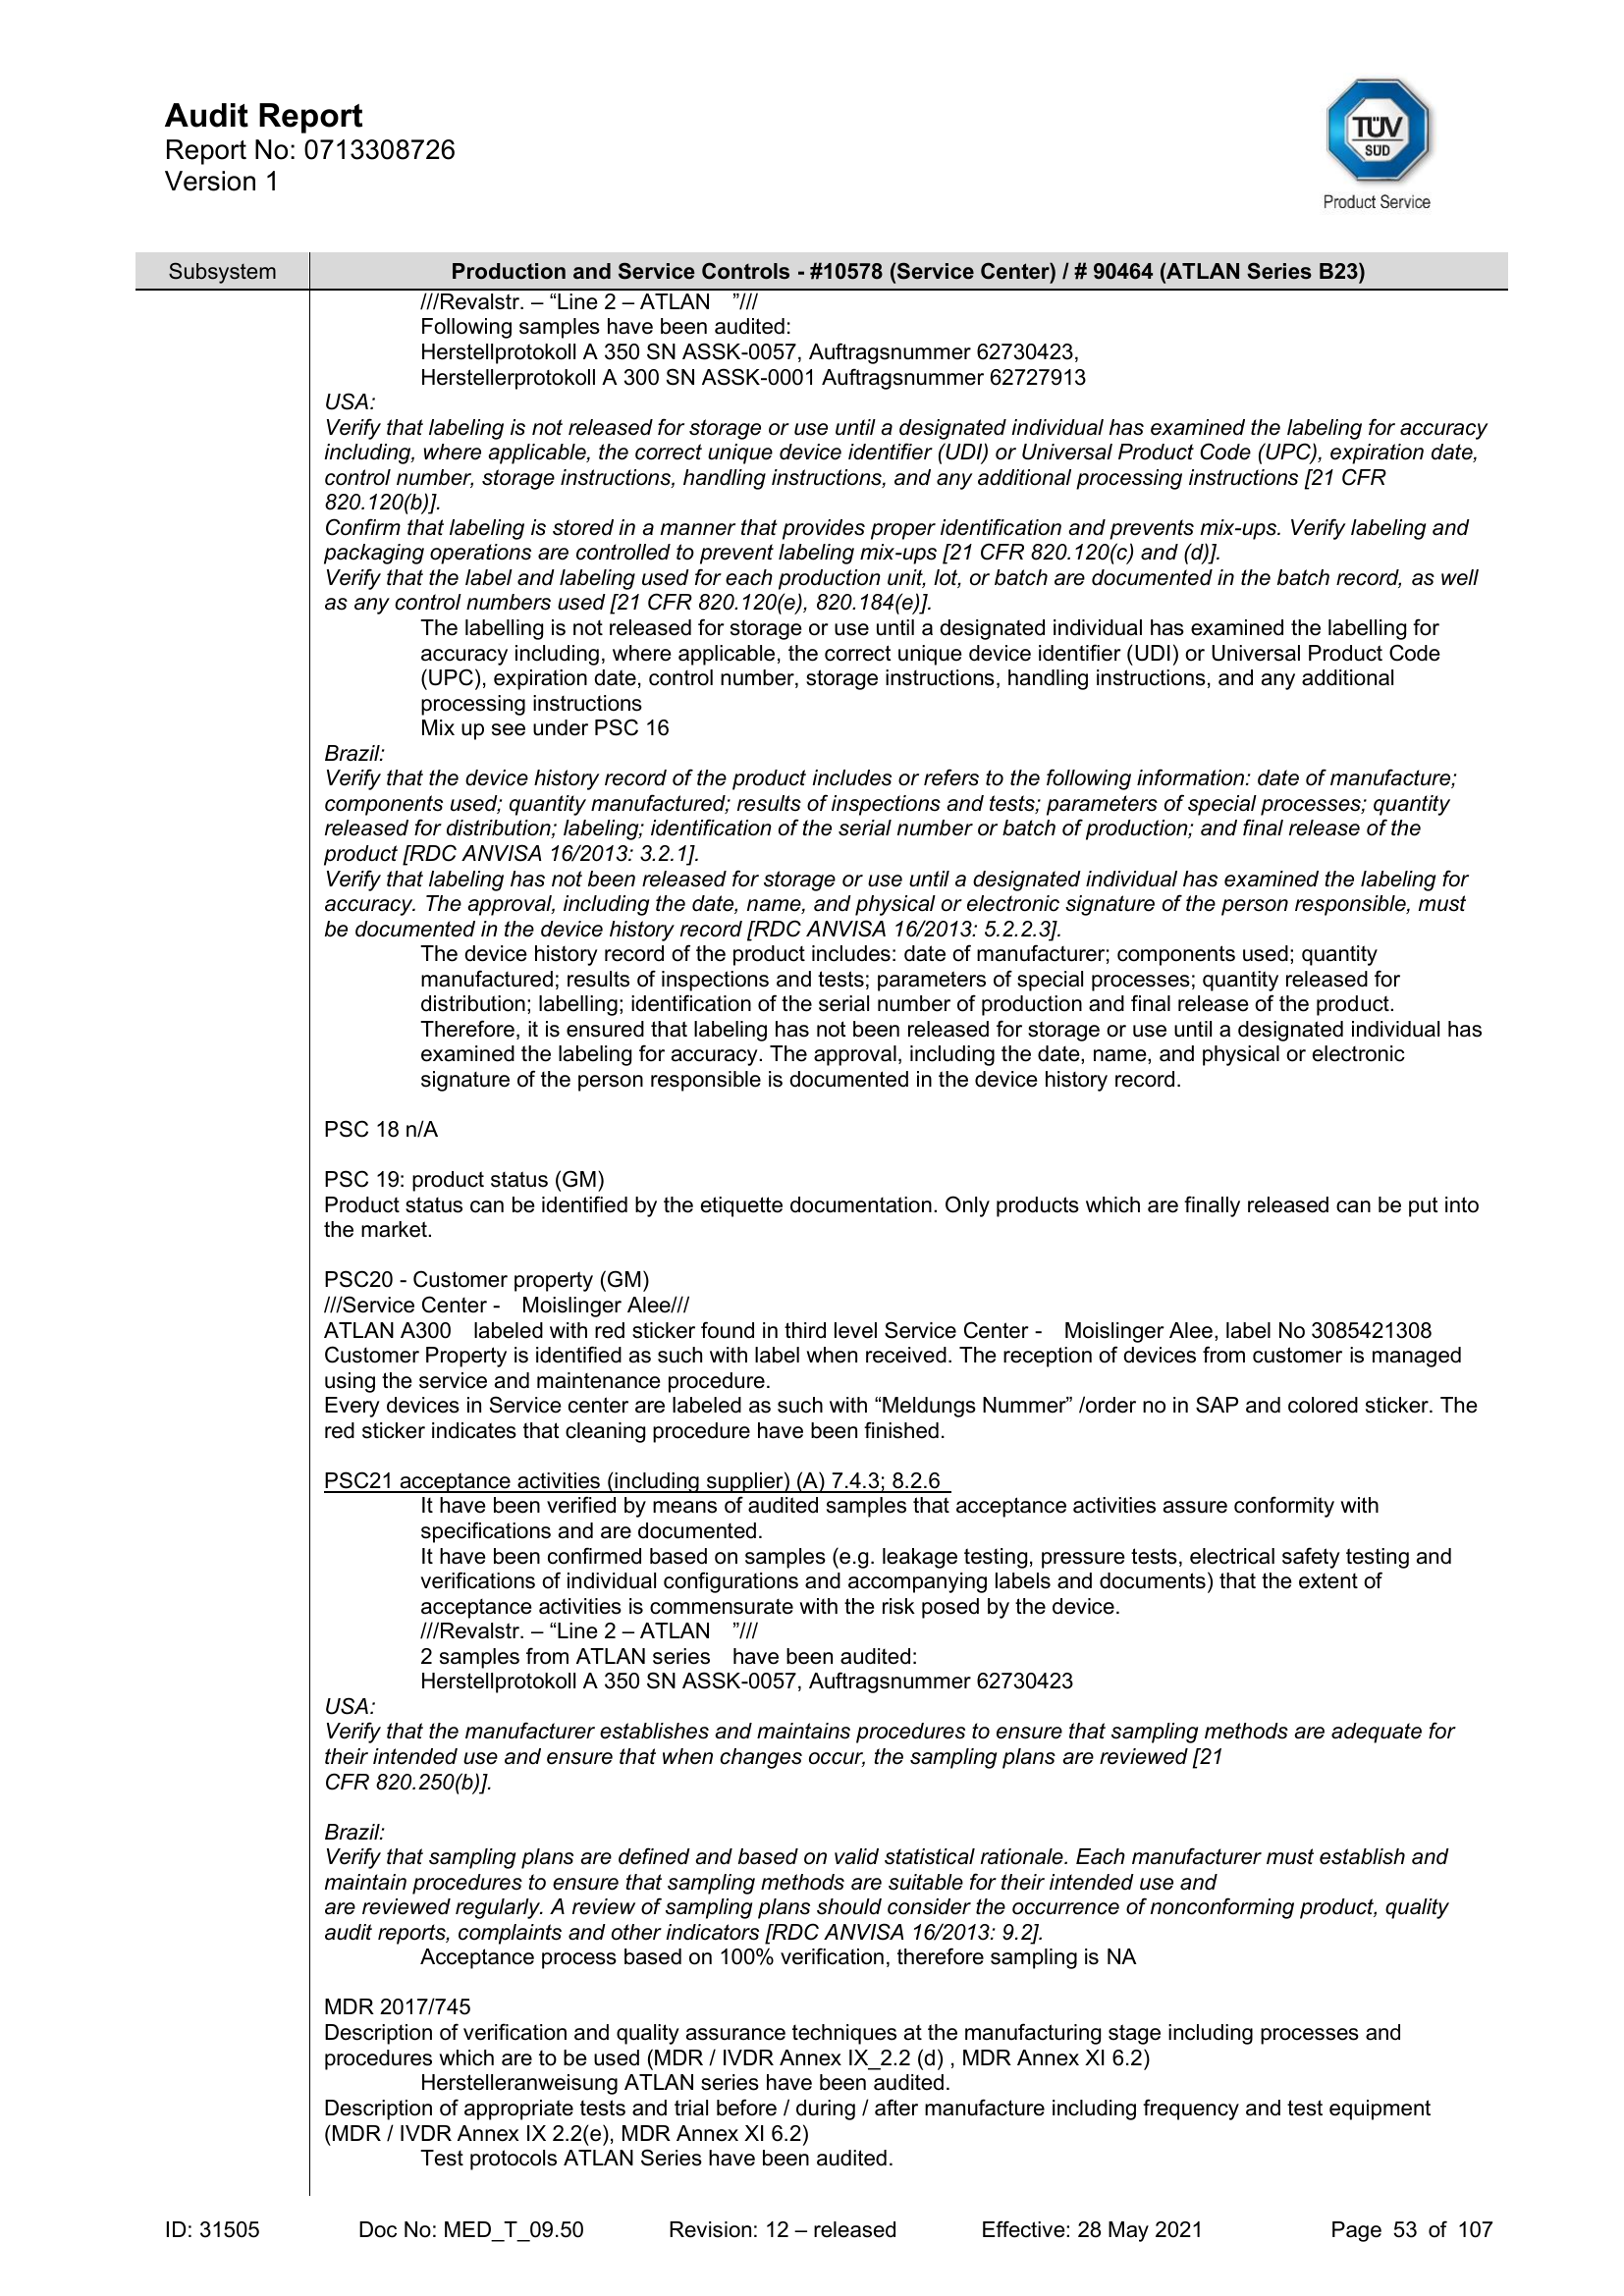 Audit Report
Report No: 0713308726
Version 1
TÜV
SÜD
Product Service
Subsystem
Production and Service Controls - #10578 (Service Center) / # 90464 (ATLAN Series B23)
///Revalstr. – “Line 2 – ATLAN ”///
Following samples have been audited:
Herstellprotokoll A 350 SN ASSK-0057, Auftragsnummer 62730423,
Herstellerprotokoll A 300 SN ASSK-0001 Auftragsnummer 62727913
USA:
Verify that labeling is not released for storage or use until a designated individual has examined the labeling for accuracy
including, where applicable, the correct unique device identifier (UDI) or Universal Product Code (UPC), expiration date,
control number, storage instructions, handling instructions, and any additional processing instructions [21 CFR
820.120(b)].
Confirm that labeling is stored in a manner that provides proper identification and prevents mix-ups. Verify labeling and
packaging operations are controlled to prevent labeling mix-ups [21 CFR 820.120(c) and (d)].
Verify that the label and labeling used for each production unit, lot, or batch are documented in the batch record, as well
as any control numbers used [21 CFR 820.120(e), 820.184(e)].
The labelling is not released for storage or use until a designated individual has examined the labelling for
accuracy including, where applicable, the correct unique device identifier (UDI) or Universal Product Code
(UPC), expiration date, control number, storage instructions, handling instructions, and any additional
processing instructions
Mix up see under PSC 16
Brazil:
Verify that the device history record of the product includes or refers to the following information: date of manufacture;
components used; quantity manufactured; results of inspections and tests; parameters of special processes; quantity
released for distribution; labeling; identification of the serial number or batch of production; and final release of the
product [RDC ANVISA 16/2013: 3.2.1].
Verify that labeling has not been released for storage or use until a designated individual has examined the labeling for
accuracy. The approval, including the date, name, and physical or electronic signature of the person responsible, must
be documented in the device history record [RDC ANVISA 16/2013: 5.2.2.3].
The device history record of the product includes: date of manufacturer; components used; quantity
manufactured; results of inspections and tests; parameters of special processes; quantity released for
distribution; labelling; identification of the serial number of production and final release of the product.
Therefore, it is ensured that labeling has not been released for storage or use until a designated individual has
examined the labeling for accuracy. The approval, including the date, name, and physical or electronic
signature of the person responsible is documented in the device history record.
PSC 18 n/A
PSC 19: product status (GM)
Product status can be identified by the etiquette documentation. Only products which are finally released can be put into
the market.
PSC20 - Customer property (GM)
///Service Center - Moislinger Alee///
ATLAN A300 labeled with red sticker found in third level Service Center - Moislinger Alee, label No 3085421308
Customer Property is identified as such with label when received. The reception of devices from customer is managed
using the service and maintenance procedure.
Every devices in Service center are labeled as such with “Meldungs Nummer” /order no in SAP and colored sticker. The
red sticker indicates that cleaning procedure have been finished.
PSC21 acceptance activities (including supplier) (A) 7.4.3; 8.2.6
It have been verified by means of audited samples that acceptance activities assure conformity with
specifications and are documented.
It have been confirmed based on samples (e.g. leakage testing, pressure tests, electrical safety testing and
verifications of individual configurations and accompanying labels and documents) that the extent of
acceptance activities is commensurate with the risk posed by the device.
///Revalstr. – “Line 2 – ATLAN ”///
2 samples from ATLAN series have been audited:
Herstellprotokoll A 350 SN ASSK-0057, Auftragsnummer 62730423
USA:
Verify that the manufacturer establishes and maintains procedures to ensure that sampling methods are adequate for
their intended use and ensure that when changes occur, the sampling plans are reviewed [21
CFR 820.250(b)].
Brazil:
Verify that sampling plans are defined and based on valid statistical rationale. Each manufacturer must establish and
maintain procedures to ensure that sampling methods are suitable for their intended use and
are reviewed regularly. A review of sampling plans should consider the occurrence of nonconforming product, quality
audit reports, complaints and other indicators [RDC ANVISA 16/2013: 9.2].
Acceptance process based on 100% verification, therefore sampling is NA
MDR 2017/745
Description of verification and quality assurance techniques at the manufacturing stage including processes and
procedures which are to be used (MDR / IVDR Annex IX_2.2 (d) , MDR Annex XI 6.2)
Herstelleranweisung ATLAN series have been audited.
Description of appropriate tests and trial before / during / after manufacture including frequency and test equipment
(MDR / IVDR Annex IX 2.2(e), MDR Annex XI 6.2)
Test protocols ATLAN Series have been audited.
ID: 31505 Doc No: MED_T_09.50 Revision: 12 – released Effective: 28 May 2021 Page 53 of 107